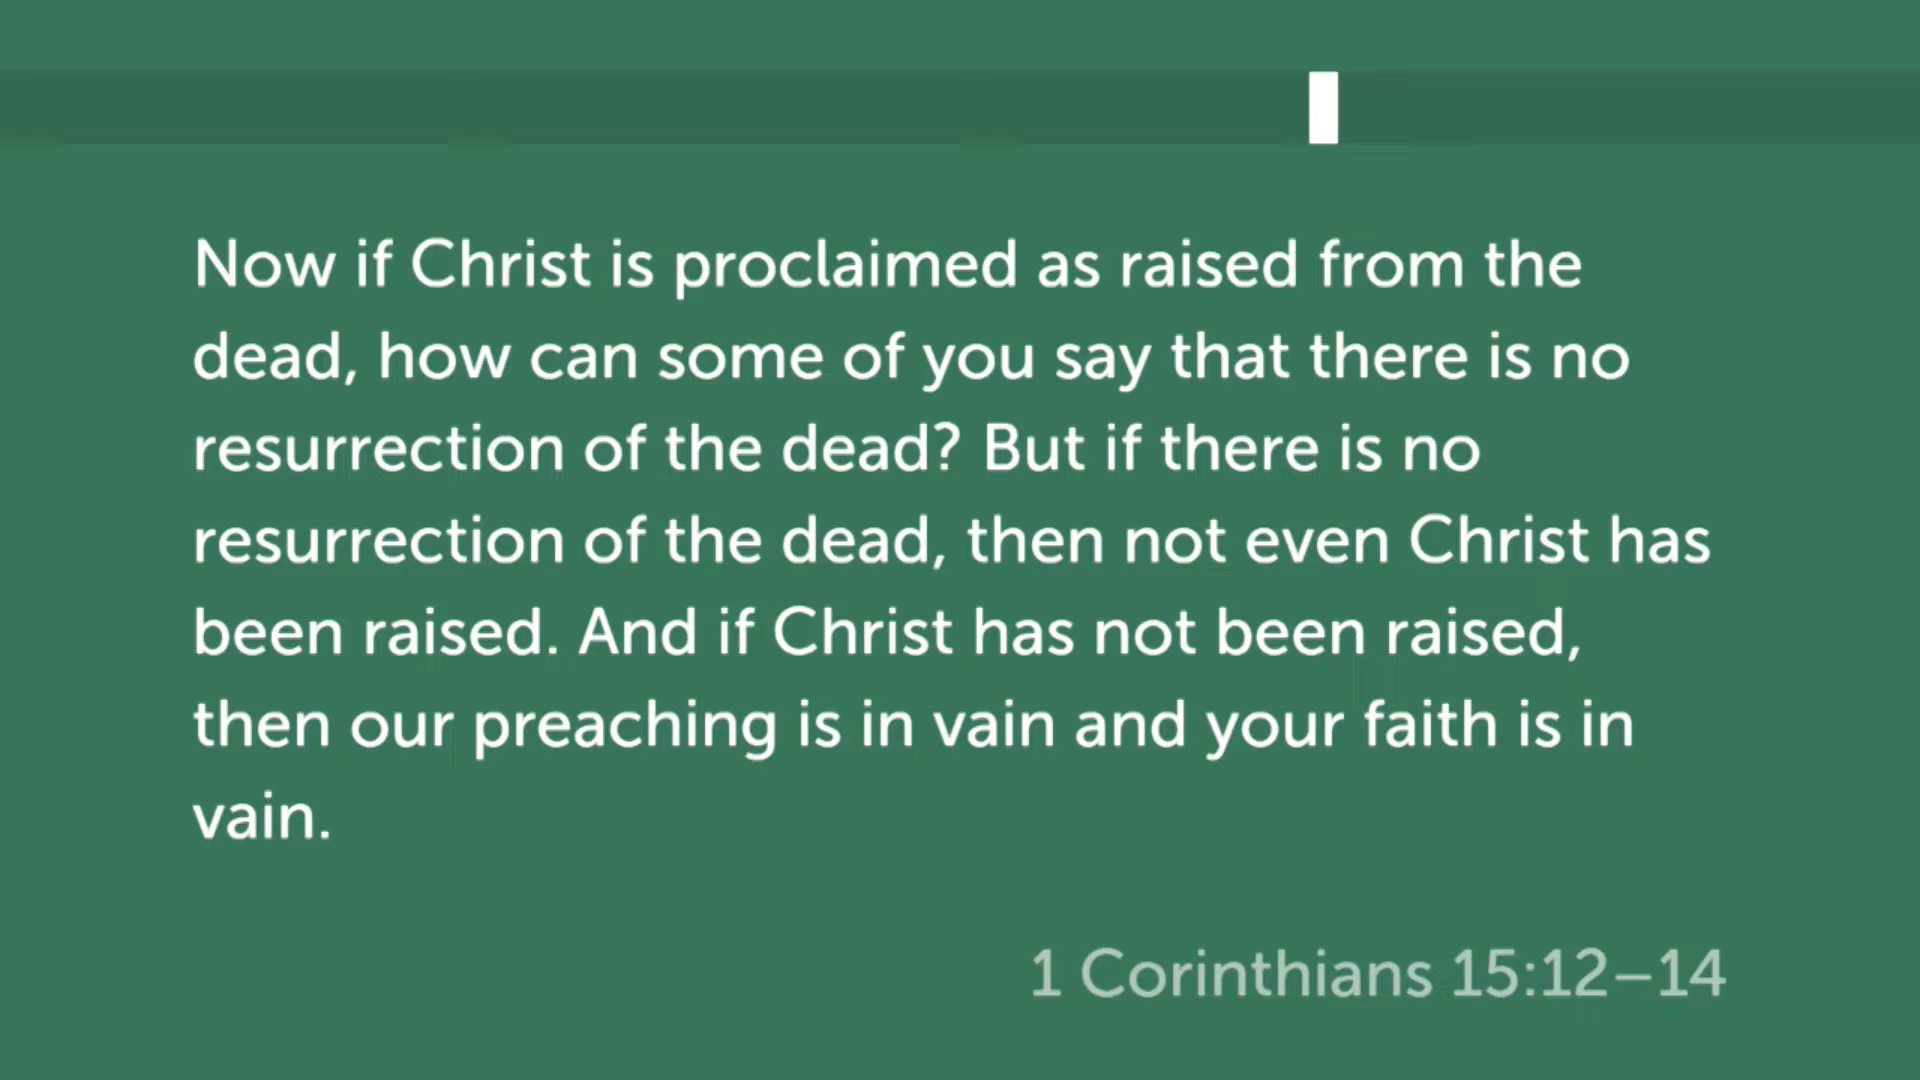 Now if Christ is proclaimed as raised from the
dead, how can some of you say that there is no
resurrection of the dead? But if there is no
resurrection of the dead, then not even Christ has
been raised. And if Christ has not been raised,
then our preaching is in vain and your faith is in
vain.
1 Corinthians 15:12–14